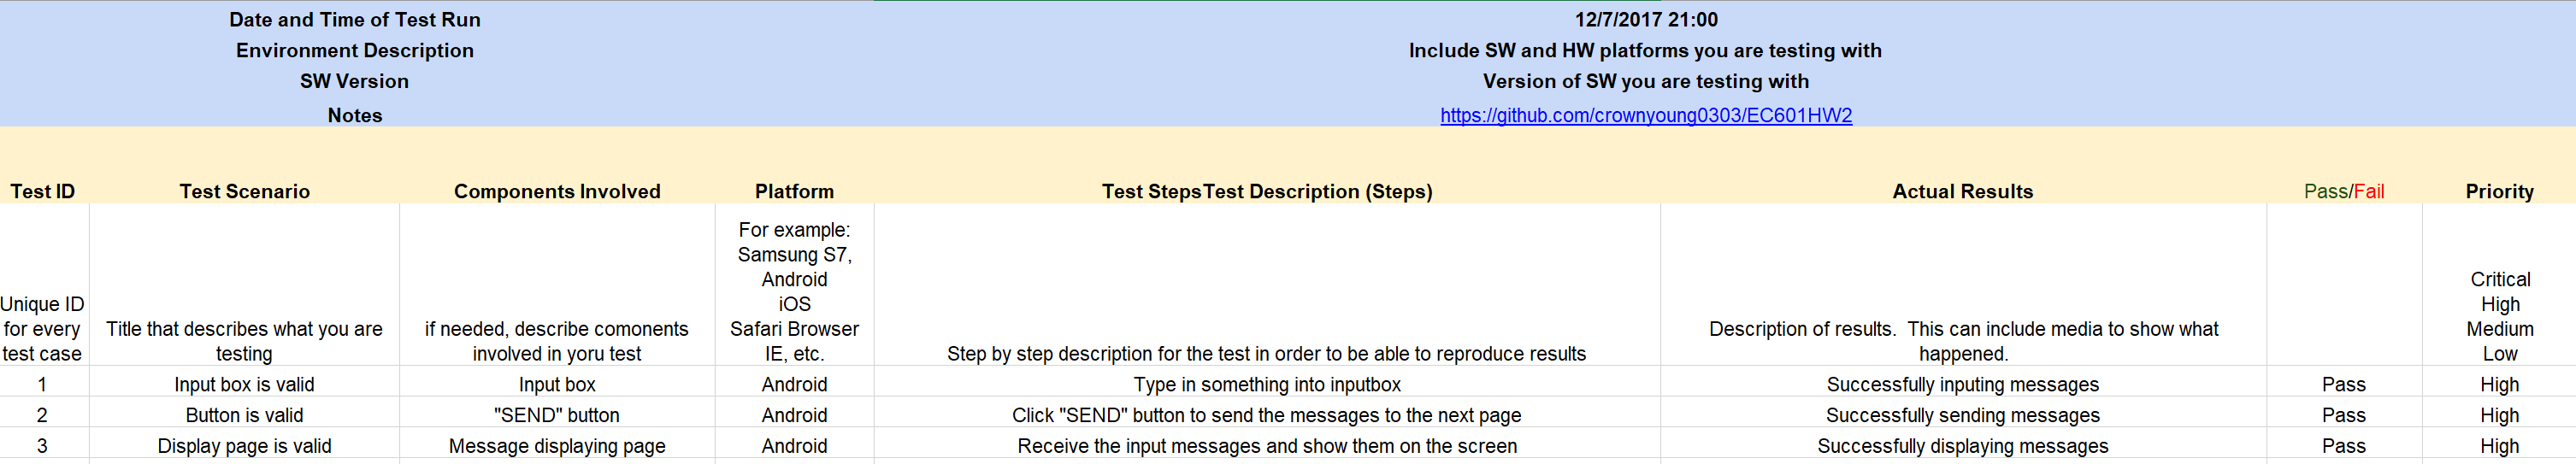 Date and Time of Test Run 12/7/2017 21:00
Environment Description Include SW and HW platforms you are testing with
SW Version Version of SW you are testing with
Notes https://github.com/crownyoung0303/EC601HW2
Test ID Test Scenario Components Involved Platform Test StepsTest Description (Steps) Actual Results Pass/Fail Priority
Unique ID
for every
test case
Title that describes what you are
testing
if needed, describe comonents
involved in yoru test
For example:
Samsung S7,
Android
iOS
Safari Browser
IE, etc.
Step by step description for the test in order to be able to reproduce results
Description of results.  This can include media to show what
happened.
Critical
High
Medium
Low
1 Input box is valid Input box Android Type in something into inputbox Successfully inputing messages Pass High
2 Button is valid "SEND" button Android Click "SEND" button to send the messages to the next page Successfully sending messages Pass High
3 Display page is valid Message displaying page Android Receive the input messages and show them on the screen Successfully displaying messages Pass High